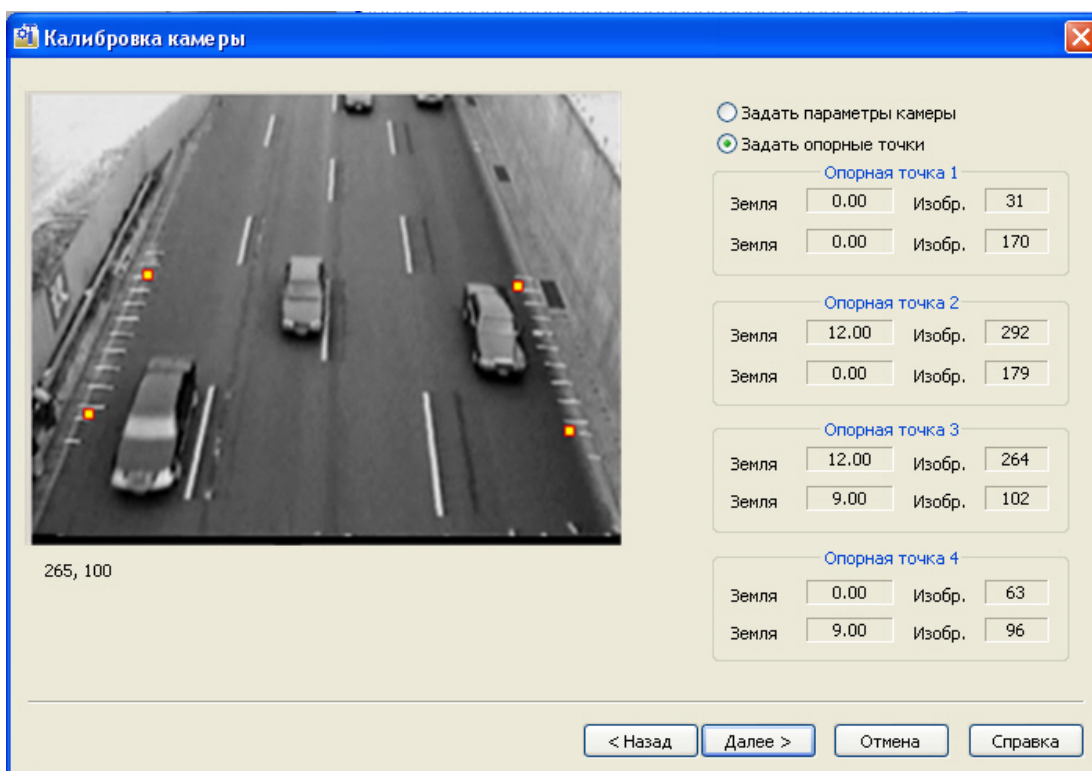 Калибровка камеры
Задать параметры камеры
Задать опорные точки
Опорная точка 1
Земля 0.00 Изобр. 31
Земля 0.00 Изобр. 170
Опорная точка 2
Земля 12.00 Изобр. 292
Земля 0.00 Изобр. 179
Опорная точка 3
Земля 12.00 Изобр. 264
Земля 9.00 Изобр. 102
Опорная точка 4
Земля 0.00 Изобр. 63
Земля 9.00 Изобр. 96
265, 100
< Назад Далее > Отмена Справка